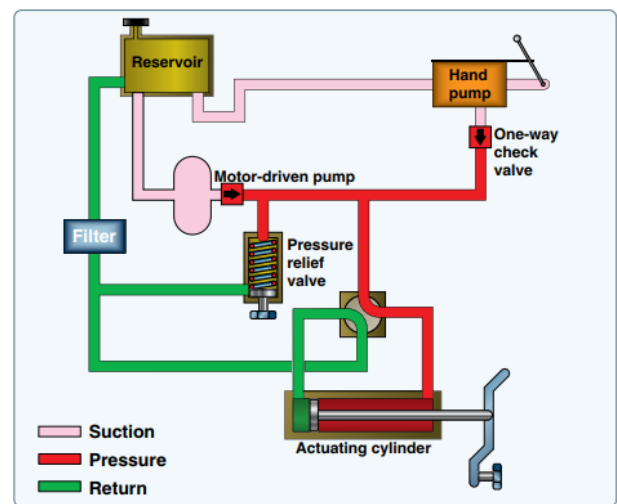 Reservoir
Hand
pump
One-way
check
valve
Motor-driven pump
Filter
Pressure
relief
valve
Actuating cylinder
Suction
Pressure
Return